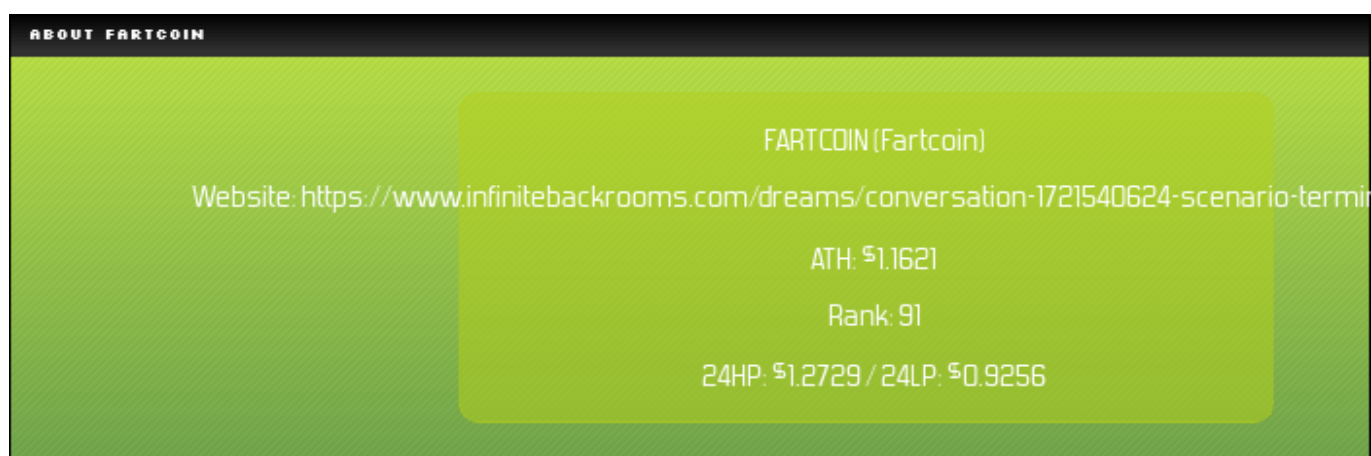 ABOUT FARTCOIN
FARTCOIN (Fartcoin)
Website: https://www.infinitebackrooms.com/dreams/conversation-1721540624-scenario-termin
ATH: $1.1621
Rank: 91
24HP: $1.2729 / 24LP: $0.9256